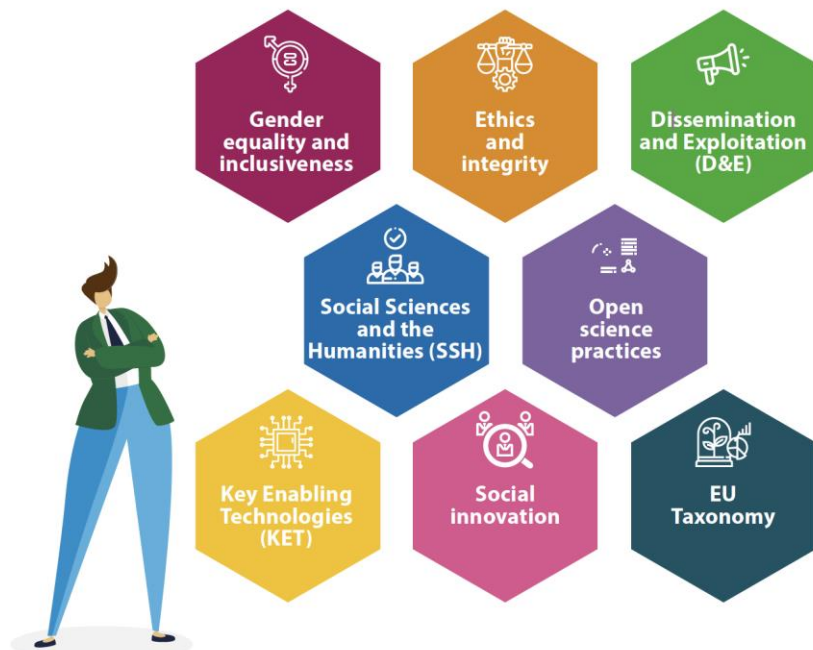 Gender
equality and
inclusiveness
Ethics
and
integrity
Dissemination
and Exploitation
(D&E)
Social Sciences
and the
Humanities (SSH)
Open
science
practices
Key Enabling
Technologies
(KET)
Social
innovation
EU
Taxonomy